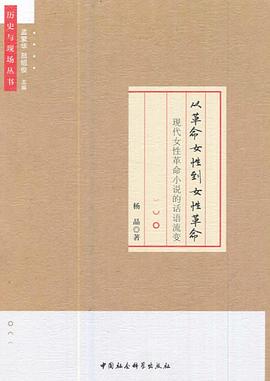 历史与现场丛书
孟繁华 贺绍俊 主编
从革命女性到女性革命
现代女性革命小说的话语流变
杨晶 著
中国社会科学出版社